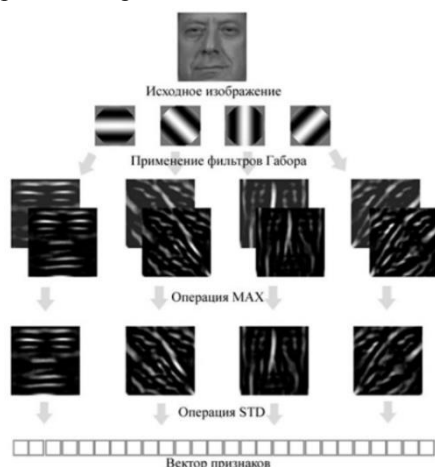 Исходное изображение
Применение фильтров Габора
Операция MAX
Операция STD
Вектор признаков